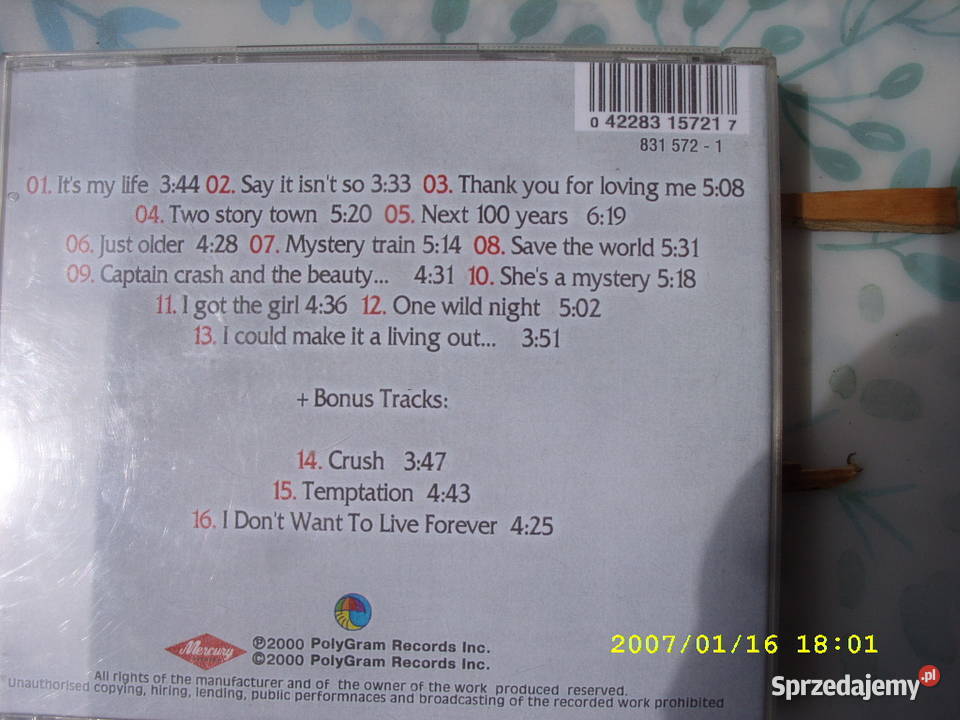 0 42283 15721 7
831 572 - 1
01. It's my life 3:44 02. Say it isn't so 3:33 03. Thank you for loving me 5:08
04. Two story town 5:20 05. Next 100 years 6:19
06. Just older 4:28 07. Mystery train 5:14 08. Save the world 5:31
09. Captain crash and the beauty... 4:31 10. She's a mystery 5:18
11. I got the girl 4:36 12. One wild night 5:02
13. I could make it a living out... 3:51
+ Bonus Tracks:
14. Crush 3:47
15. Temptation 4:43
16. I Don't Want To Live Forever 4:25
Mercury
℗2000 PolyGram Records Inc.
©2000 PolyGram Records Inc.
All rights of the manufacturer and of the owner of the work produced reserved.
Unauthorised copying, hiring, lending, public performnaces and broadcasting of the recorded work prohibited
2007/01/16 18:01
Sprzedajemy.pl